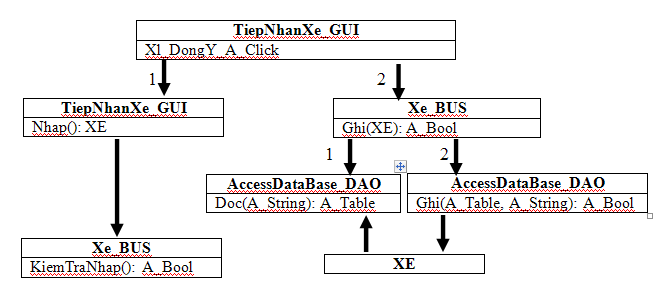 TiepNhanXe_GUI
Xl_DongY_A_Click
1
2
TiepNhanXe_GUI
Nhap(): XE
Xe_BUS
Ghi(XE): A_Bool
1
2
AccessDataBase_DAO
Doc(A_String): A_Table
AccessDataBase_DAO
Ghi(A_Table, A_String): A_Bool
Xe_BUS
KiemTraNhap(): A_Bool
XE